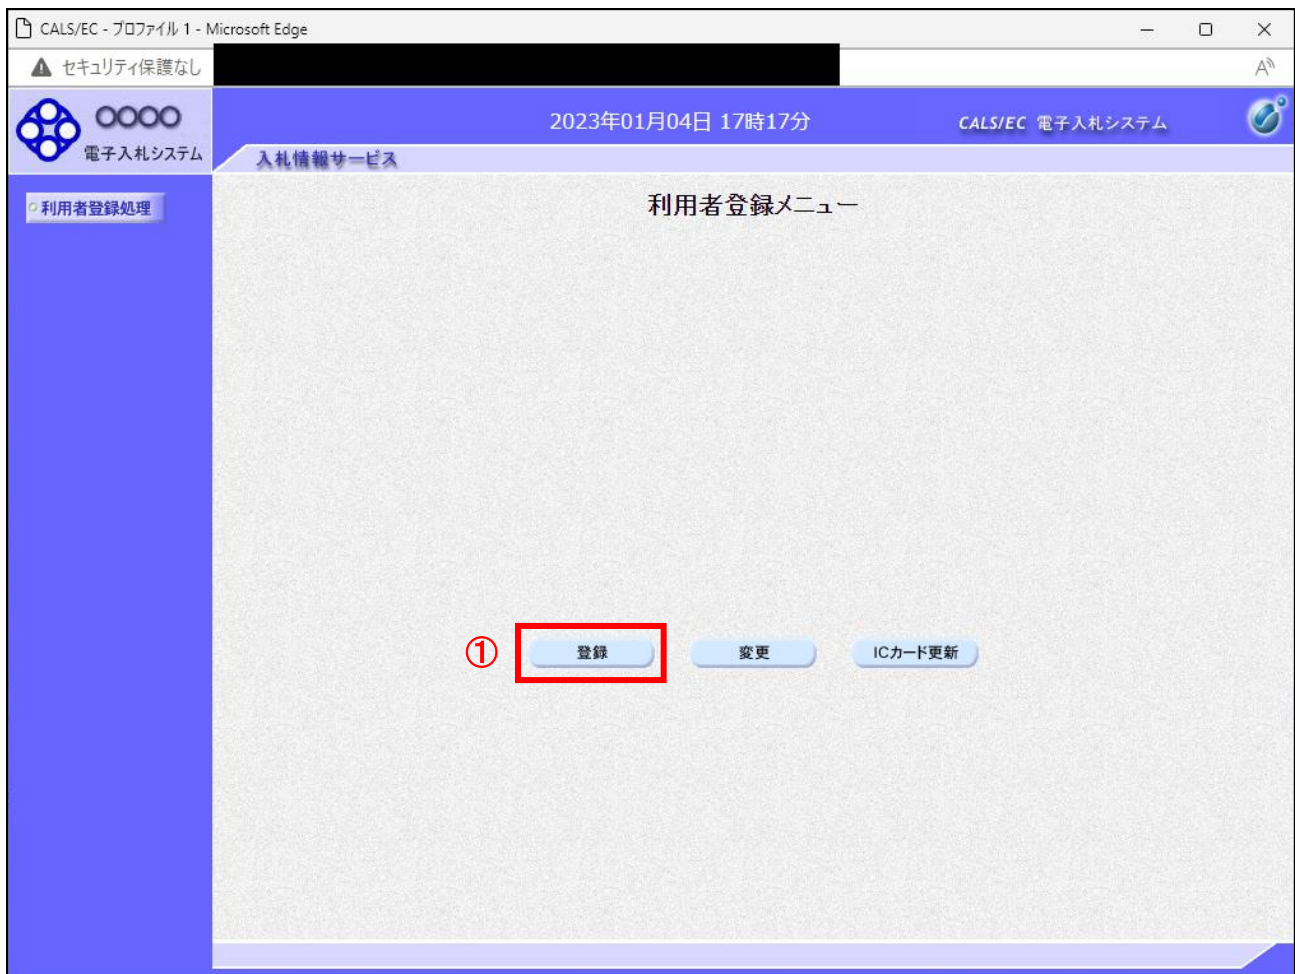 CALS/EC - プロファイル 1 - Microsoft Edge
セキュリティ保護なし
○○○○
電子入札システム
2023年01月04日 17時17分
CALS/EC 電子入札システム
入札情報サービス
利用者登録処理
利用者登録メニュー
① 登録 変更 ICカード更新